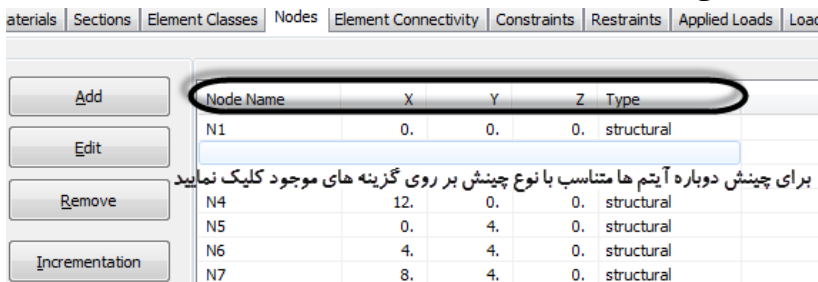 Materials Sections Element Classes Nodes Element Connectivity Constraints Restraints Applied Loads Load
Add
Node Name X Y Z Type
N1 0. 0. 0. structural
Edit
برای چینش دوباره آیتم ها متناسب با نوع چینش بر روی گزینه های موجود کلیک نمایید
Remove
N4 12. 0. 0. structural
N5 0. 4. 0. structural
Incrementation
N6 4. 4. 0. structural
N7 8. 4. 0. structural